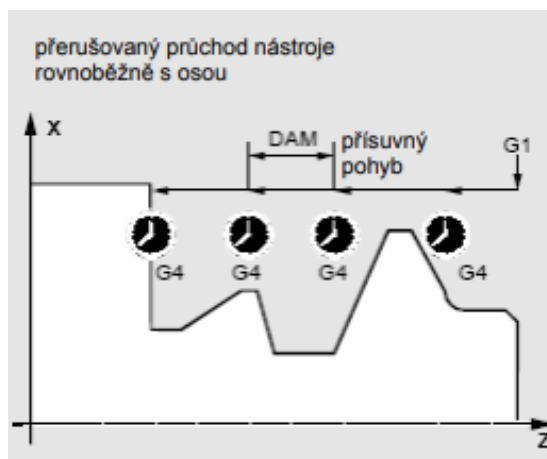 přerušovaný průchod nástroje
rovnoběžně s osou
X
DAM
přísuvný
pohyb
G1
G4
G4
G4
G4
Z